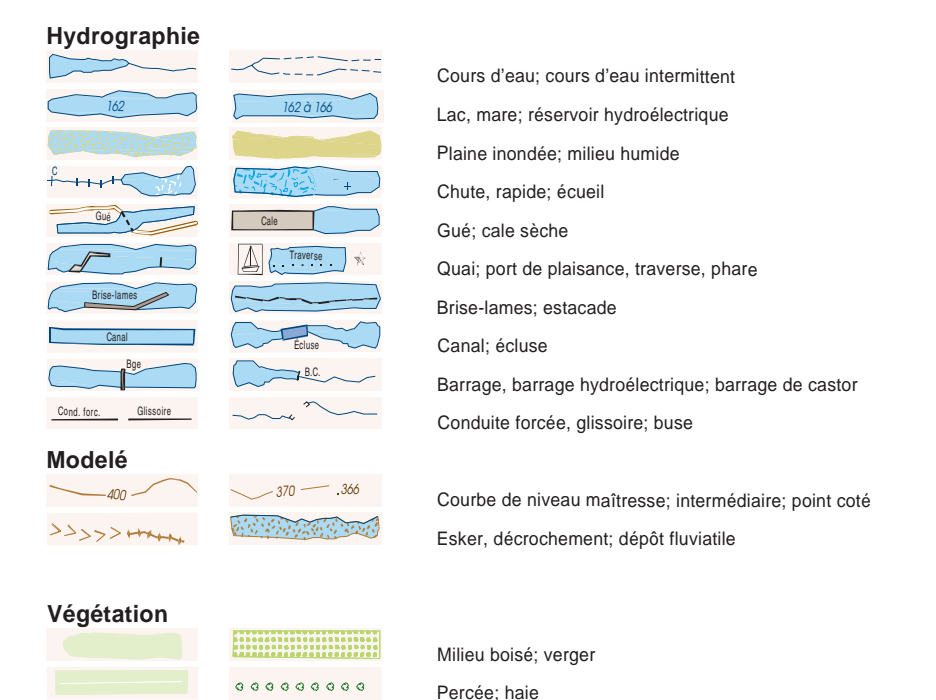 Hydrographie
Cours d'eau; cours d'eau intermittent
162 162 à 166
Lac, mare; réservoir hydroélectrique
Plaine inondée; milieu humide
C
Chute, rapide; écueil
Gué Cale
Gué; cale sèche
Traverse
Quai; port de plaisance, traverse, phare
Brise-lames
Brise-lames; estacade
Canal Écluse
Canal; écluse
Bge B.C.
Barrage, barrage hydroélectrique; barrage de castor
Cond. forc. Glissoire
Conduite forcée, glissoire; buse
Modelé
400 370 .366
Courbe de niveau maîtresse; intermédiaire; point coté
Esker, décrochement; dépôt fluviatile
Végétation
Milieu boisé; verger
Percée; haie